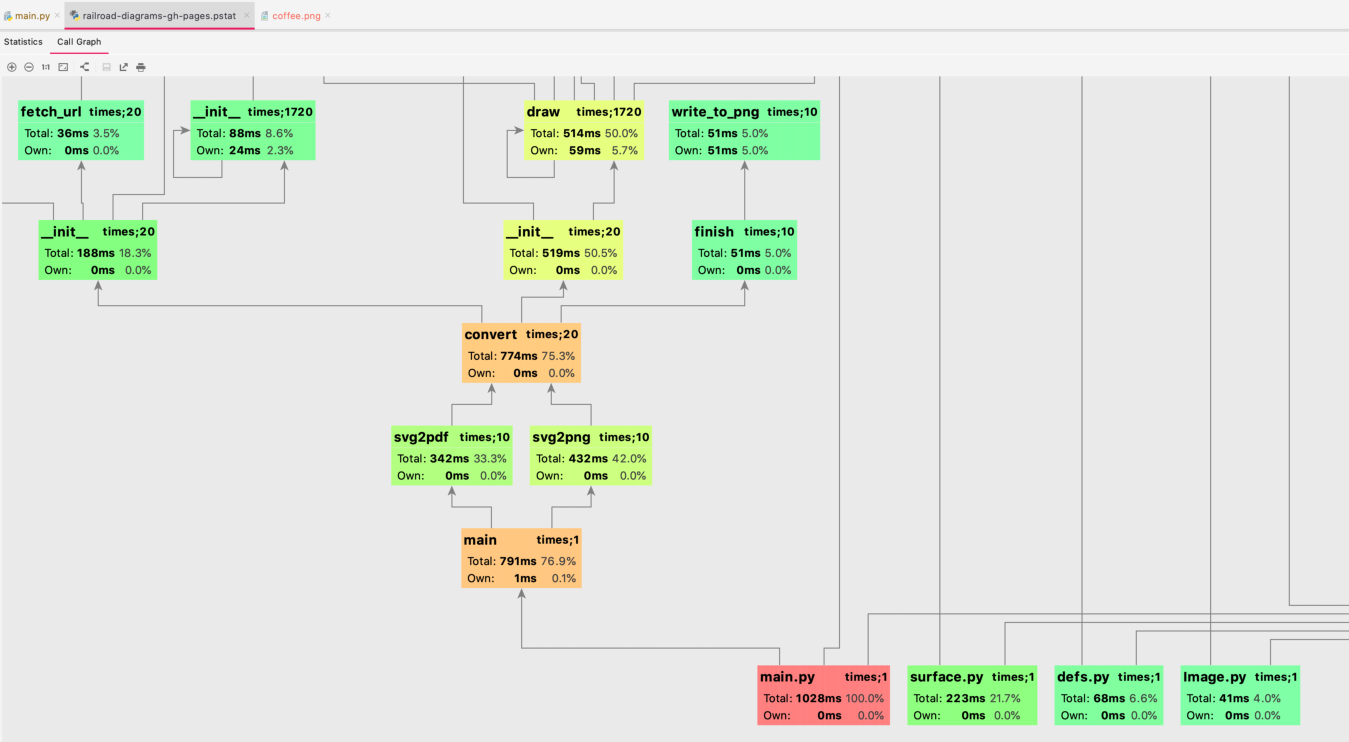 main.py railroad-diagrams-gh-pages.pstat coffee.png
Statistics Call Graph
1:1
fetch_url times;20
Total: 36ms 3.5%
Own: 0ms 0.0%
__init__ times;1720
Total: 88ms 8.6%
Own: 24ms 2.3%
draw times;1720
Total: 514ms 50.0%
Own: 59ms 5.7%
write_to_png times;10
Total: 51ms 5.0%
Own: 51ms 5.0%
__init__ times;20
Total: 188ms 18.3%
Own: 0ms 0.0%
__init__ times;20
Total: 519ms 50.5%
Own: 0ms 0.0%
finish times;10
Total: 51ms 5.0%
Own: 0ms 0.0%
convert times;20
Total: 774ms 75.3%
Own: 0ms 0.0%
svg2pdf times;10
Total: 342ms 33.3%
Own: 0ms 0.0%
svg2png times;10
Total: 432ms 42.0%
Own: 0ms 0.0%
main times;1
Total: 791ms 76.9%
Own: 1ms 0.1%
main.py times;1
Total: 1028ms 100.0%
Own: 0ms 0.0%
surface.py times;1
Total: 223ms 21.7%
Own: 0ms 0.0%
defs.py times;1
Total: 68ms 6.6%
Own: 0ms 0.0%
Image.py times;1
Total: 41ms 4.0%
Own: 0ms 0.0%